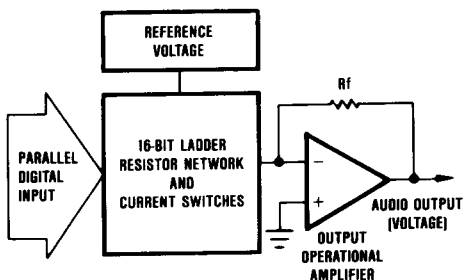 REFERENCE
VOLTAGE
Rf
PARALLEL
DIGITAL
INPUT
16-BIT LADDER
RESISTOR NETWORK
AND
CURRENT SWITCHES
−
+
AUDIO OUTPUT
(VOLTAGE)
OUTPUT
OPERATIONAL
AMPLIFIER